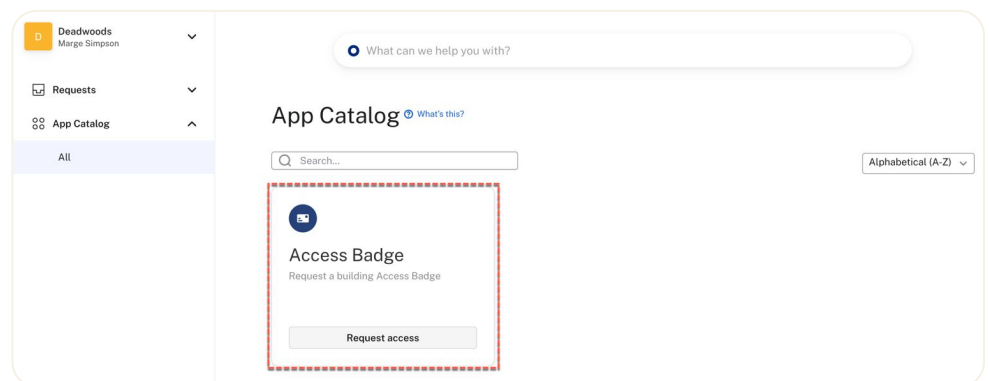 D
Deadwoods
Marge Simpson
What can we help you with?
Requests
App Catalog
All
App Catalog What's this?
Search...
Alphabetical (A-Z)
Access Badge
Request a building Access Badge
Request access